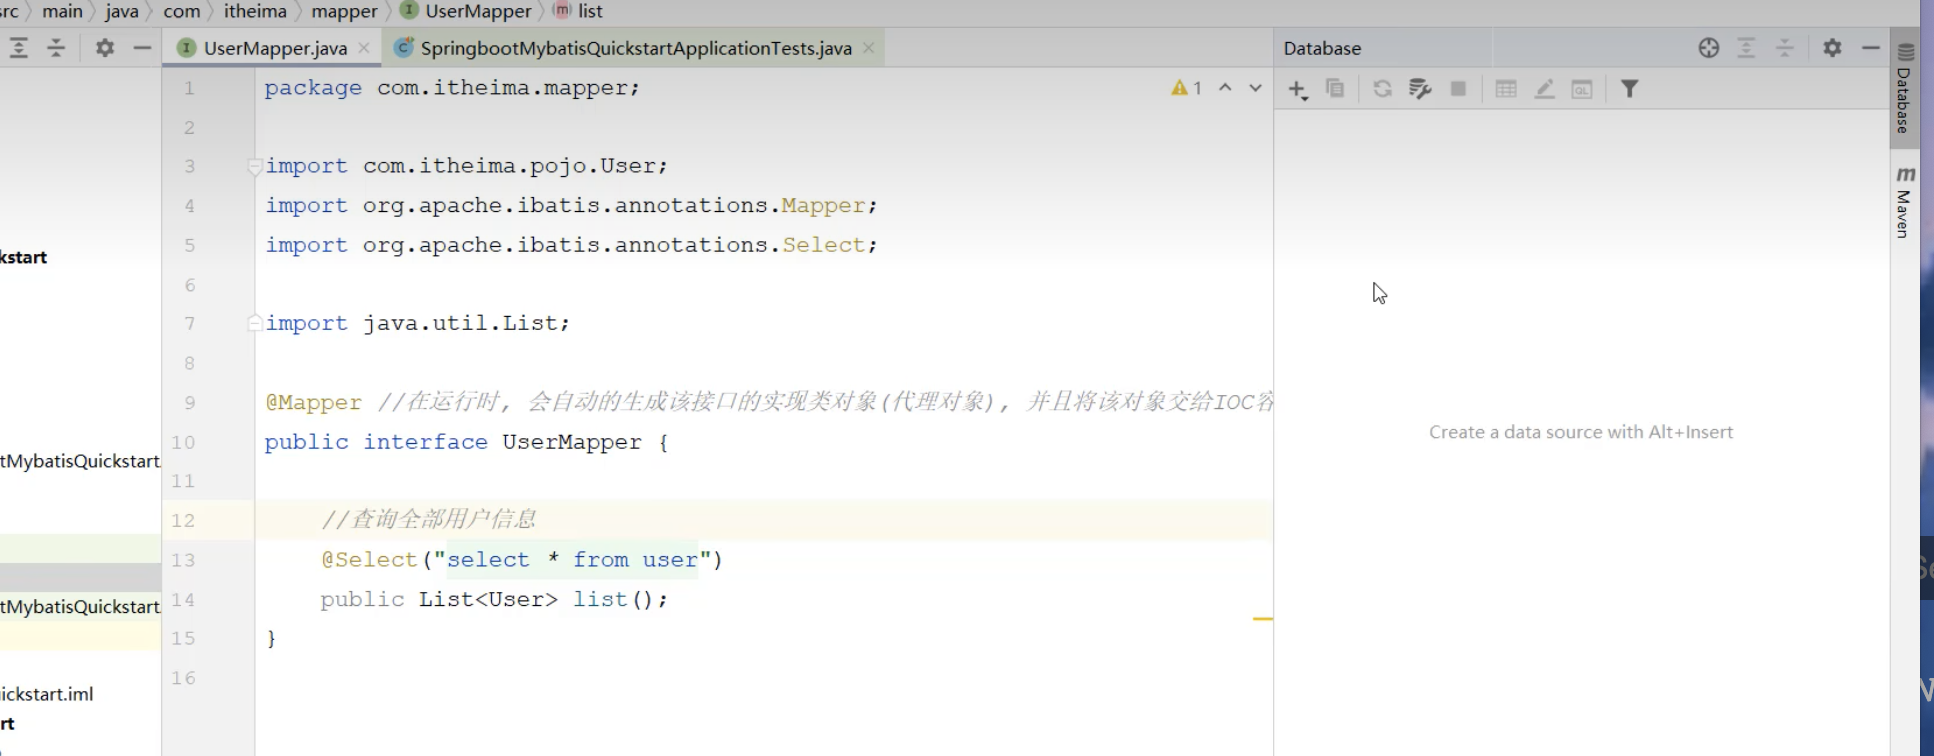 src main java com itheima mapper UserMapper list
UserMapper.java SpringbootMybatisQuickstartApplicationTests.java
Database
1 package com.itheima.mapper;
1
2
3 import com.itheima.pojo.User;
4 import org.apache.ibatis.annotations.Mapper;
5 import org.apache.ibatis.annotations.Select;
6
7 import java.util.List;
8
9 @Mapper //在运行时, 会自动的生成该接口的实现类对象(代理对象), 并且将该对象交给IOC容
10 public interface UserMapper {
11
12 //查询全部用户信息
13 @Select("select * from user")
14 public List<User> list();
15 }
16
kstart
tMybatisQuickstart
tMybatisQuickstart
ickstart.iml
rt
Create a data source with Alt+Insert
Database
Maven